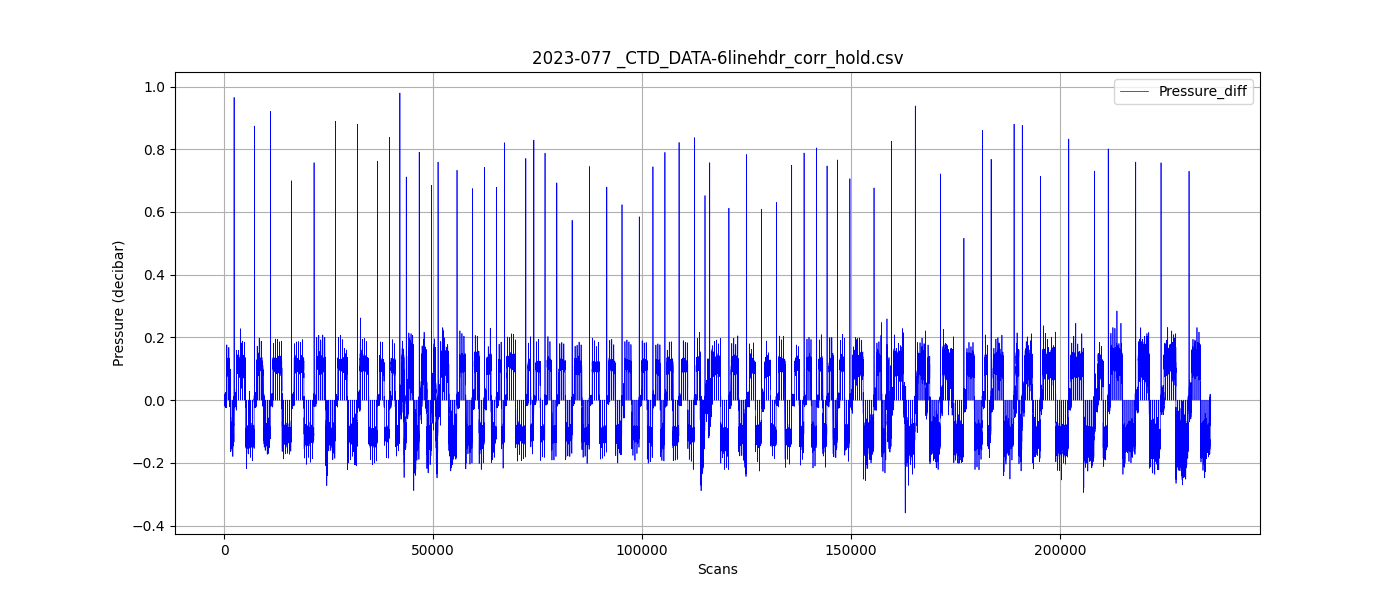 2023-077 _CTD_DATA-6linehdr_corr_hold.csv
Pressure_diff
1.0
0.8
0.6
0.4
0.2
0.0
−0.2
−0.4
Pressure (decibar)
0 50000 100000 150000 200000
Scans